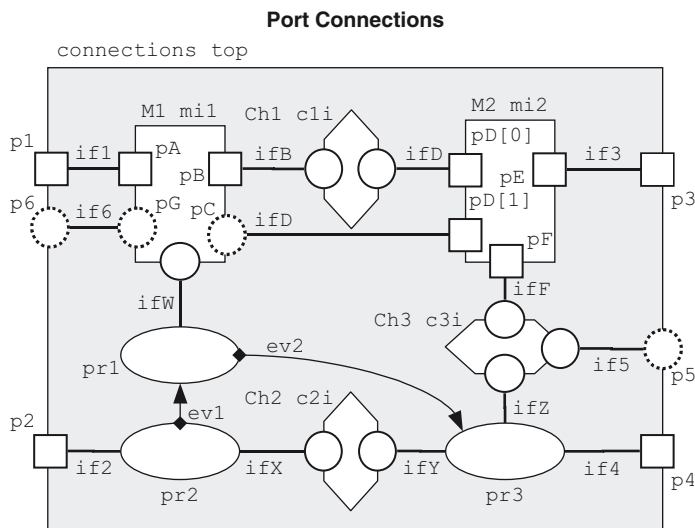 Port Connections
connections top
M1 mi1
Ch1 c1i
M2 mi2
p1
if1
pA
pB
ifB
ifD
pD[0]
pE
if3
p3
p6
if6
pG
pC
ifD
pD[1]
pF
ifW
ifF
Ch3 c3i
if5
p5
pr1
ev2
ev1
Ch2 c2i
ifZ
p2
if2
pr2
ifX
ifY
pr3
if4
p4